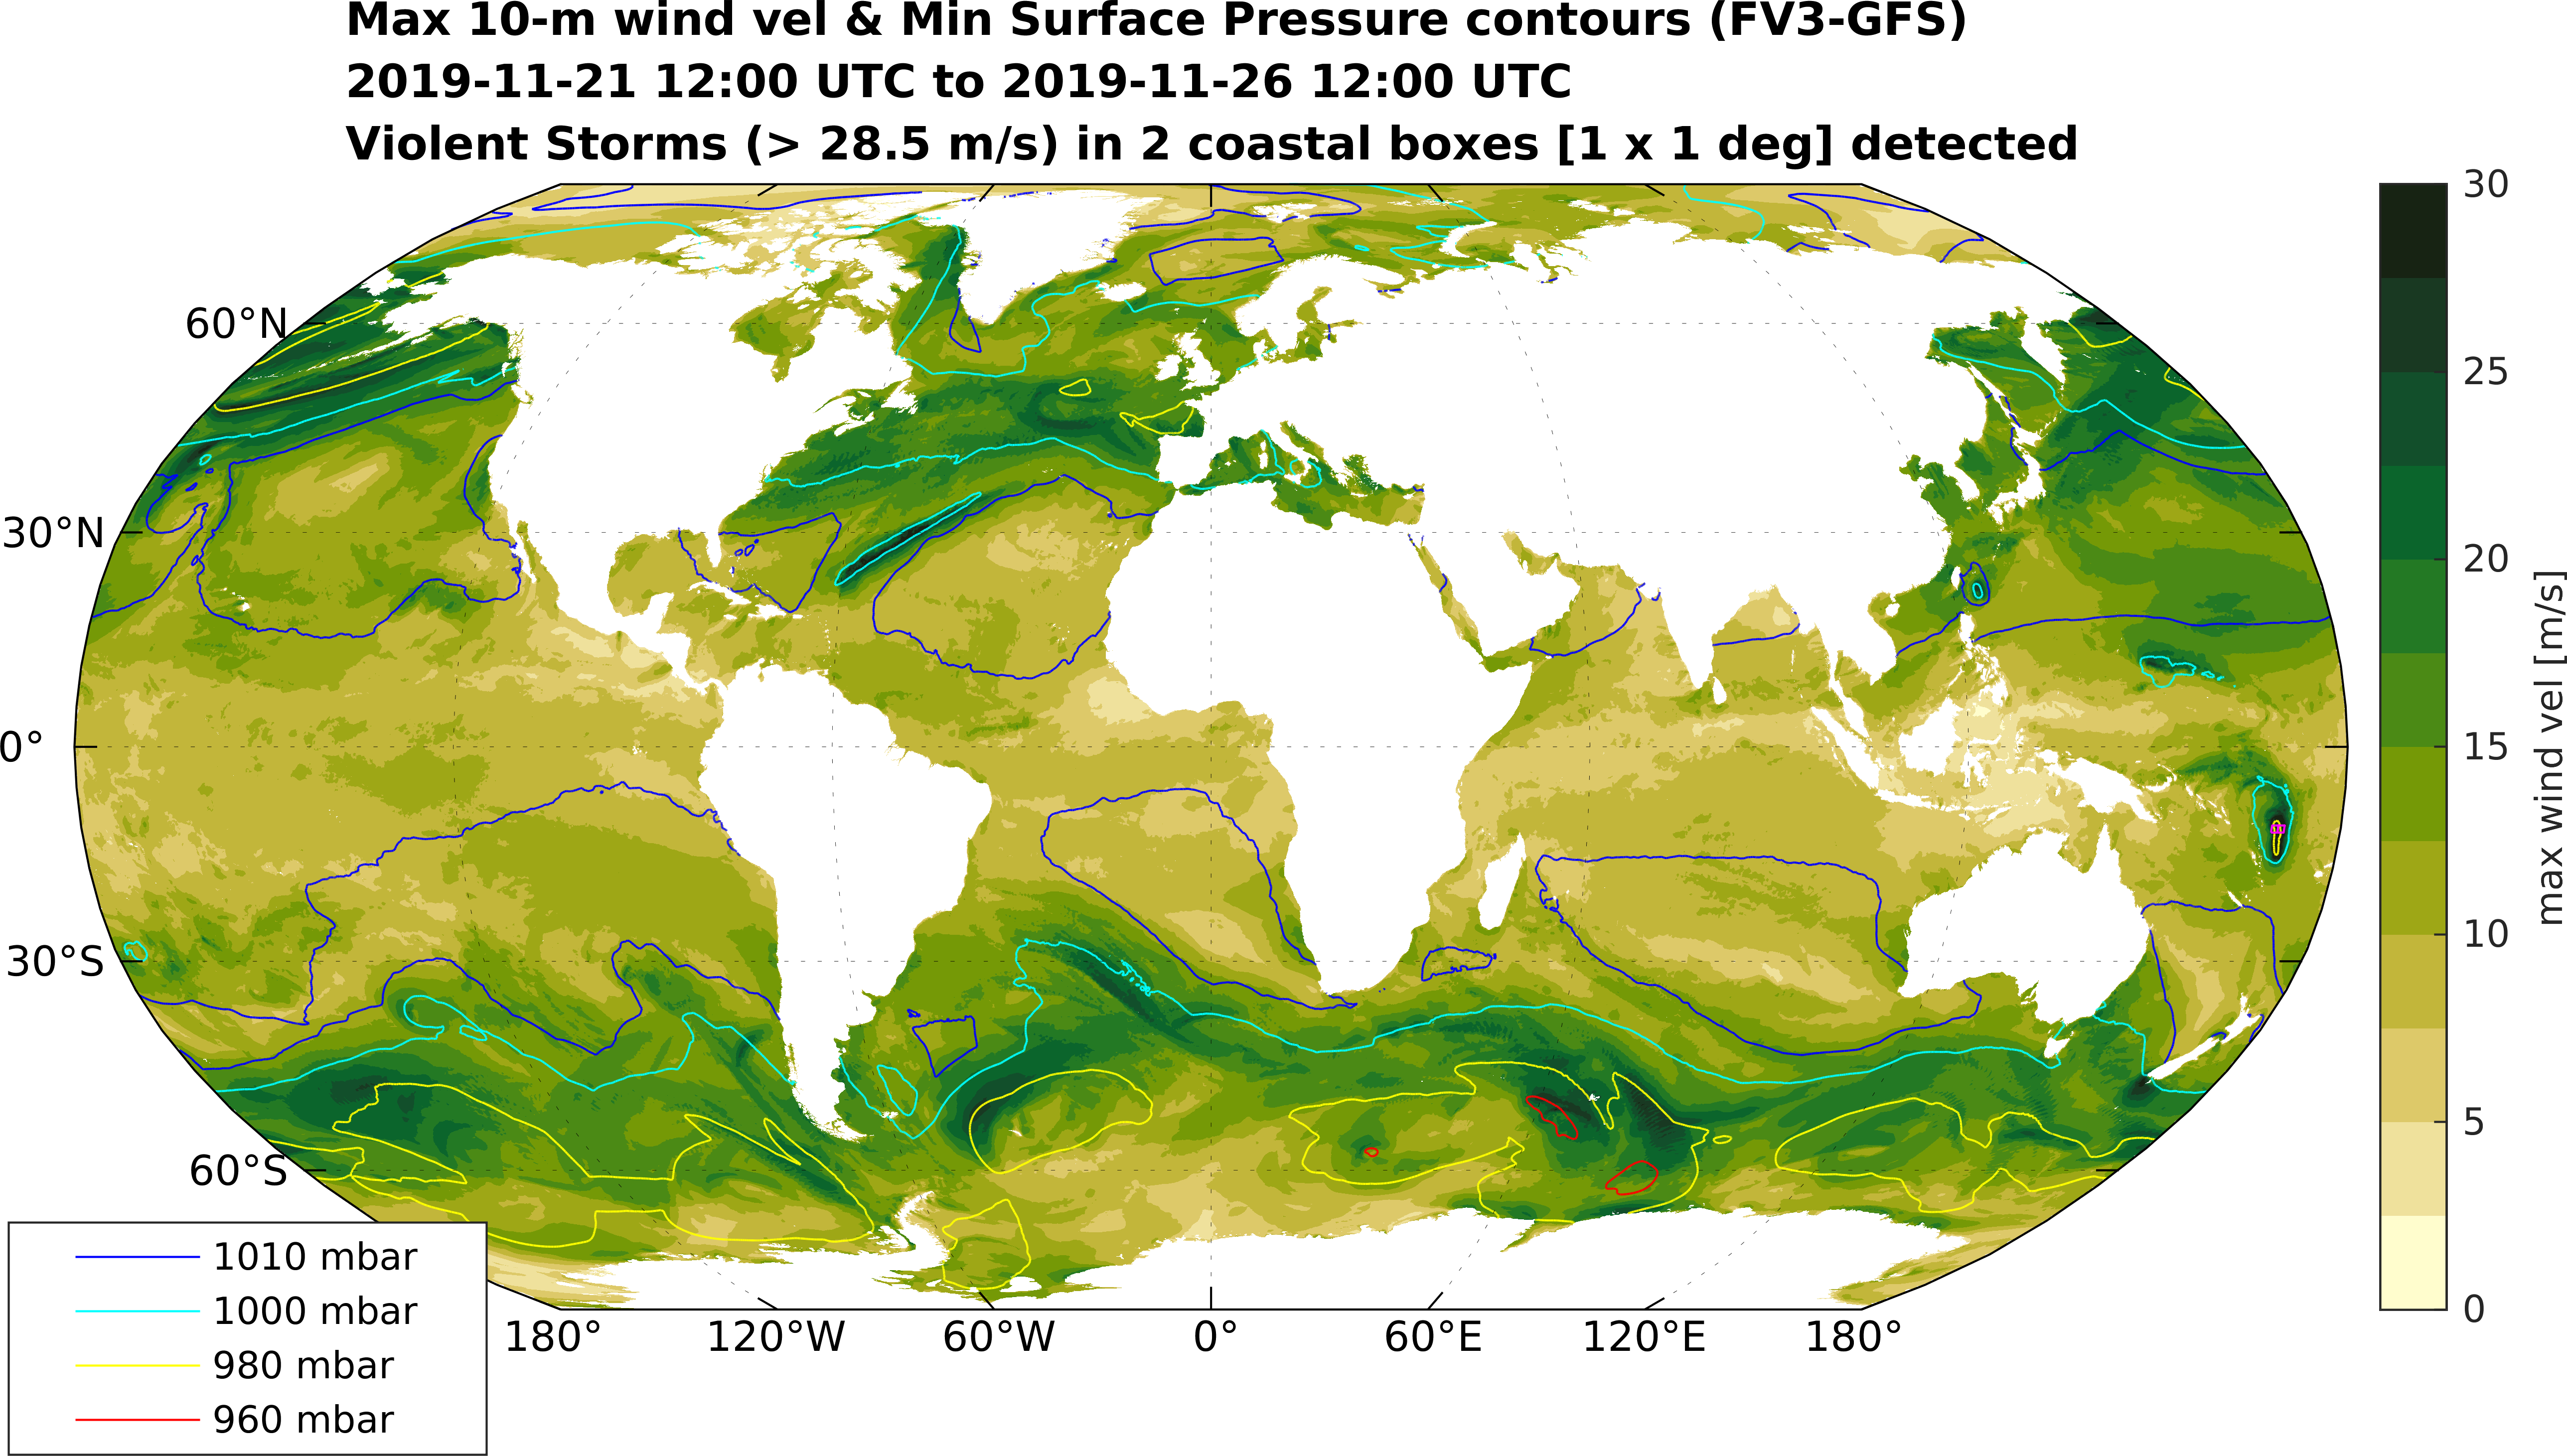 Max 10-m wind vel & Min Surface Pressure contours (FV3-GFS)
2019-11-21 12:00 UTC to 2019-11-26 12:00 UTC
Violent Storms (> 28.5 m/s) in 2 coastal boxes [1 x 1 deg] detected
60°N
30°N
0°
30°S
60°S
180°
120°W
60°W
0°
60°E
120°E
180°
1010 mbar
1000 mbar
980 mbar
960 mbar
30
25
20
15
10
5
0
max wind vel [m/s]